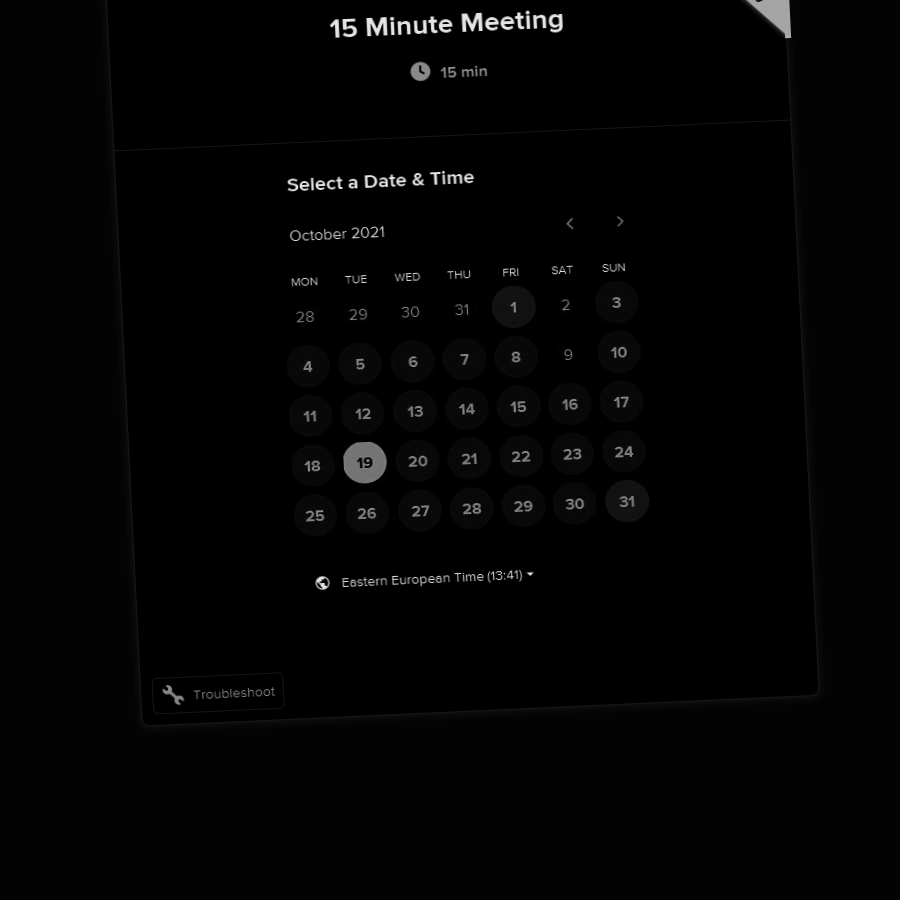 15 Minute Meeting
15 min
Select a Date & Time
October 2021
MON TUE WED THU FRI SAT SUN
28 29 30 31 1 2 3
4 5 6 7 8 9 10
11 12 13 14 15 16 17
18 19 20 21 22 23 24
25 26 27 28 29 30 31
Eastern European Time (13:41)
Troubleshoot